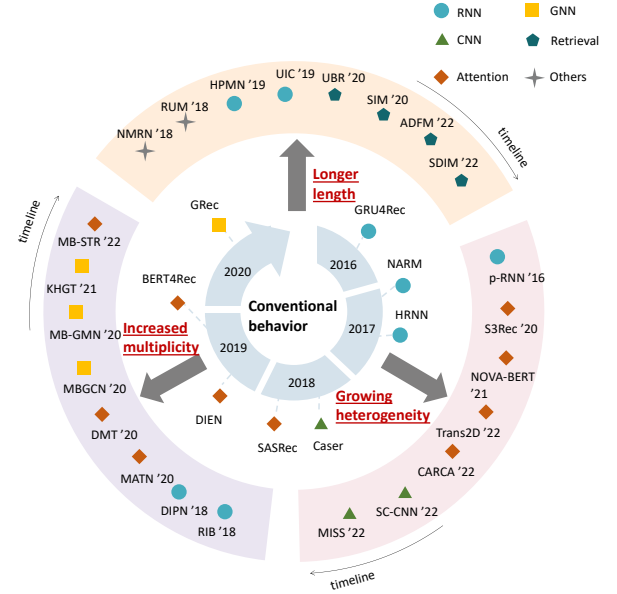 RNN
GNN
CNN
Retrieval
Attention
Others
NMRN '18
RUM '18
HPMN '19
UIC '19
UBR '20
SIM '20
ADFM '22
SDIM '22
timeline
Longer
length
GRec
GRU4Rec
2020
2016
BERT4Rec
NARM
Conventional
behavior
2017
HRNN
2019
2018
DIEN
SASRec
Caser
Increased
multiplicity
Growing
heterogeneity
timeline
MB-STR '22
KHGT '21
MB-GMN '20
MBGCN '20
DMT '20
MATN '20
DIPN '18
RIB '18
p-RNN '16
S3Rec '20
NOVA-BERT
'21
Trans2D '22
CARCA '22
SC-CNN '22
MISS '22
timeline